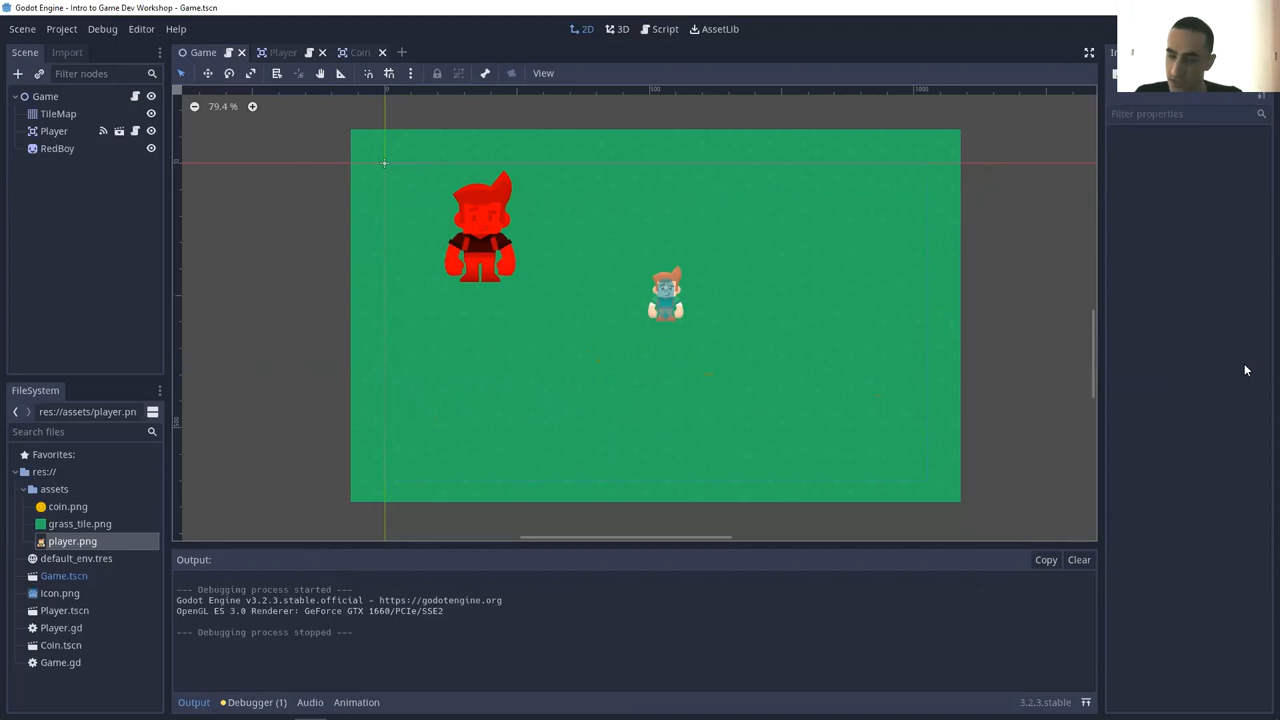 Godot Engine - Intro to Game Dev Workshop - Game.tscn
Scene Project Debug Editor Help
2D 3D Script AssetLib
Scene Import
Game Player Coin
Filter nodes
View
79.4 %
0 500 1000
Game
TileMap
Player
RedBoy
Filter properties
FileSystem
res://assets/player.pn
Search files
Favorites:
res://
assets
coin.png
grass_tile.png
player.png
default_env.tres
Game.tscn
icon.png
Player.tscn
Player.gd
Coin.tscn
Game.gd
Output:
Copy Clear
--- Debugging process started ---
Godot Engine v3.2.3.stable.official - https://godotengine.org
OpenGL ES 3.0 Renderer: GeForce GTX 1660/PCIe/SSE2
--- Debugging process stopped ---
Output Debugger (1) Audio Animation
3.2.3.stable